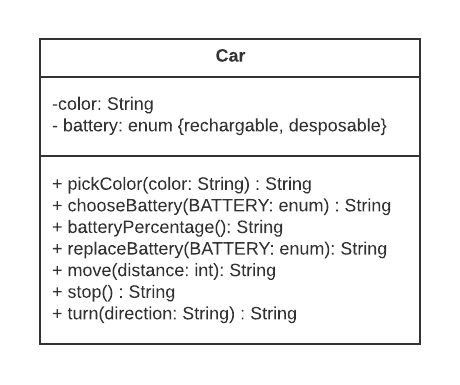 Car
-color: String
- battery: enum {rechargable, desposable}
+ pickColor(color: String) : String
+ chooseBattery(BATTERY: enum) : String
+ batteryPercentage(): String
+ replaceBattery(BATTERY: enum): String
+ move(distance: int): String
+ stop() : String
+ turn(direction: String) : String